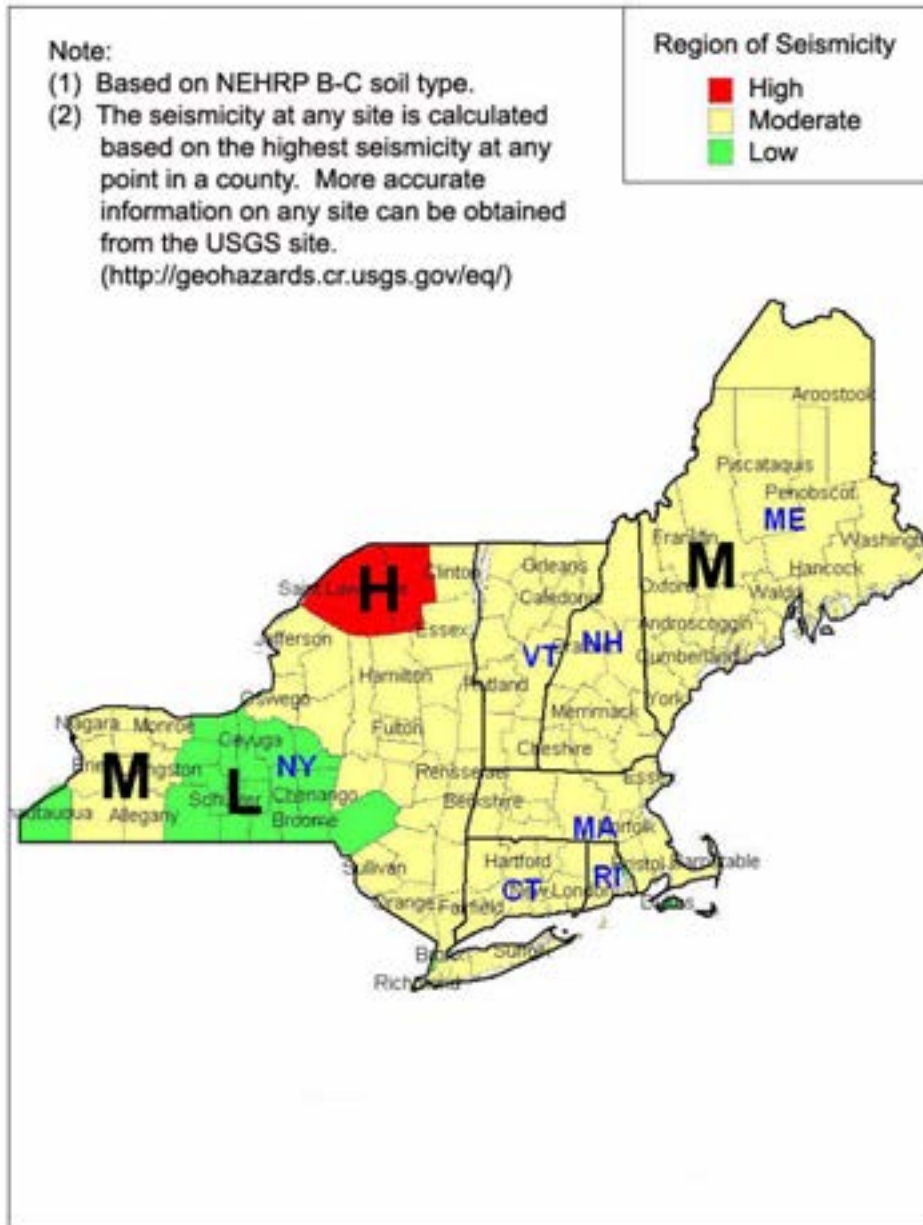 Note:
(1) Based on NEHRP B-C soil type.
(2) The seismicity at any site is calculated
based on the highest seismicity at any
point in a county. More accurate
information on any site can be obtained
from the USGS site.
(http://geohazards.cr.usgs.gov/eq/)
Region of Seismicity
High
Moderate
Low
Aroostook
Piscataquis
Penobscot
ME
Franklin
Washington
M
Hancock
Oxford
Waldo
Androscoggin
Cumberland
York
Clinton
Orleans
H
Caledonia
Essex
Jefferson
VT
NH
Hamilton
Rutland
Oswego
Merrimack
Niagara
Monroe
Fulton
Cayuga
Cheshire
NY
M
L
Rensselaer
Chenango
Berkshire
Allegany
Broome
MA
Sullivan
Hartford
Bristol
CT
RI
New London
Orange
Fairfield
Suffolk
Richmond